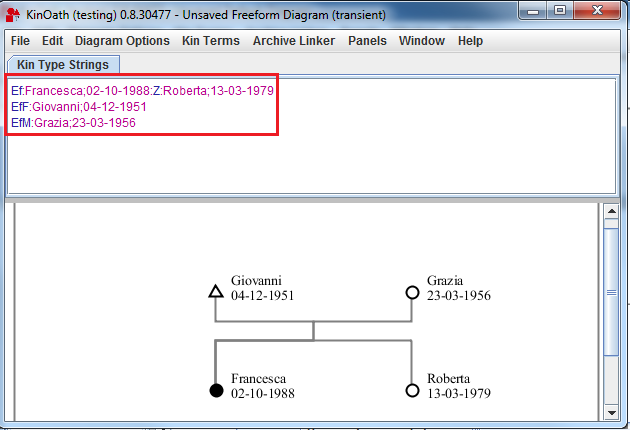 KinOath (testing) 0.8.30477 - Unsaved Freeform Diagram (transient)
File Edit Diagram Options Kin Terms Archive Linker Panels Window Help
Kin Type Strings
Ef:Francesca;02-10-1988:Z:Roberta;13-03-1979
EfF:Giovanni;04-12-1951
EfM:Grazia;23-03-1956
Giovanni
04-12-1951
Grazia
23-03-1956
Francesca
02-10-1988
Roberta
13-03-1979